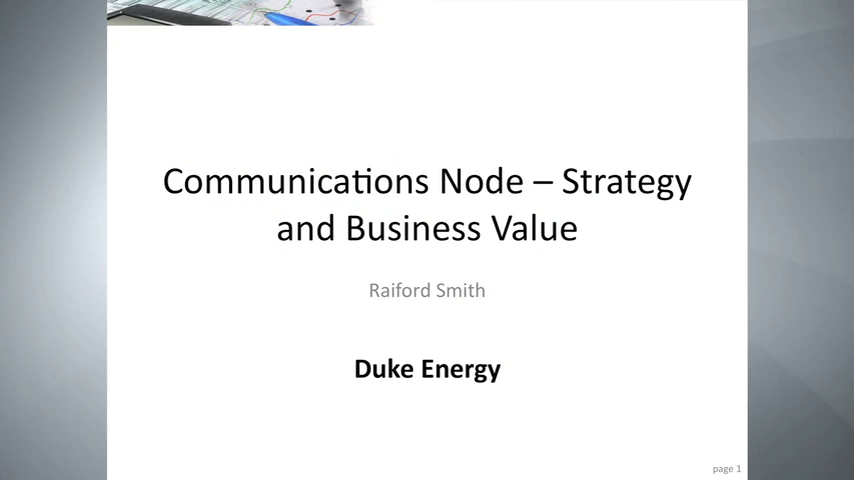 Communications Node – Strategy
and Business Value
Raiford Smith
Duke Energy
page 1